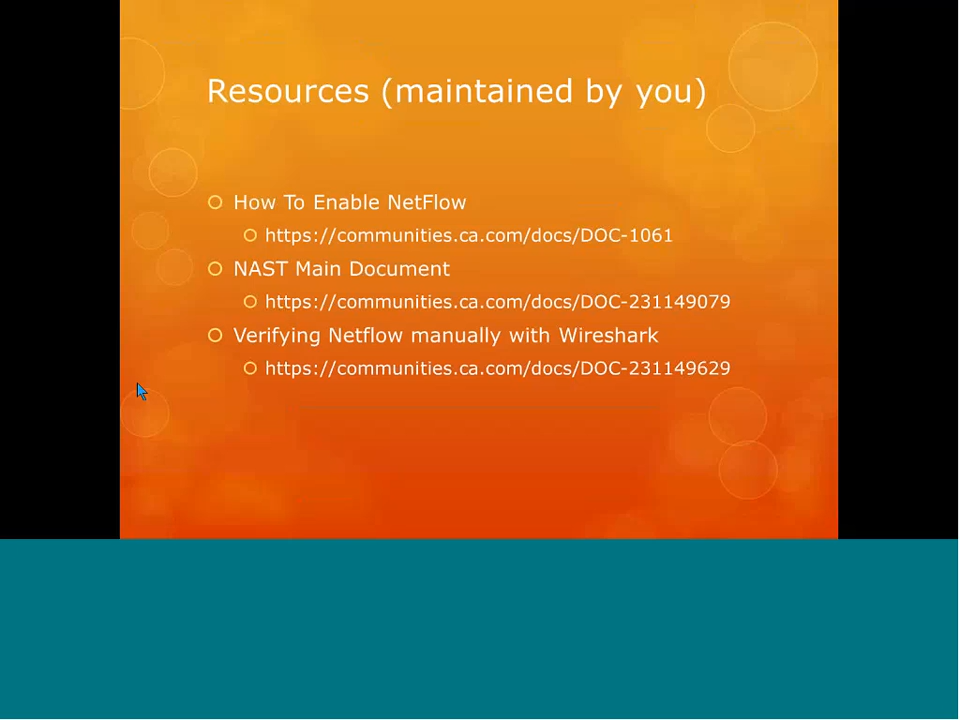 Resources (maintained by you)
How To Enable NetFlow
https://communities.ca.com/docs/DOC-1061
NAST Main Document
https://communities.ca.com/docs/DOC-231149079
Verifying Netflow manually with Wireshark
https://communities.ca.com/docs/DOC-231149629